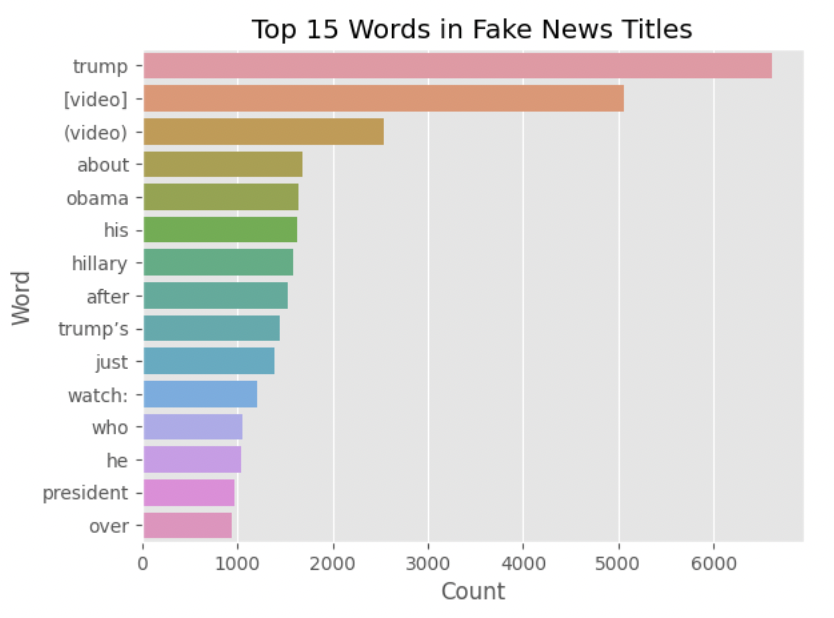 Top 15 Words in Fake News Titles
trump
[video]
(video)
about
obama
his
hillary
after
trump’s
just
watch:
who
he
president
over
Word
0 1000 2000 3000 4000 5000 6000
Count